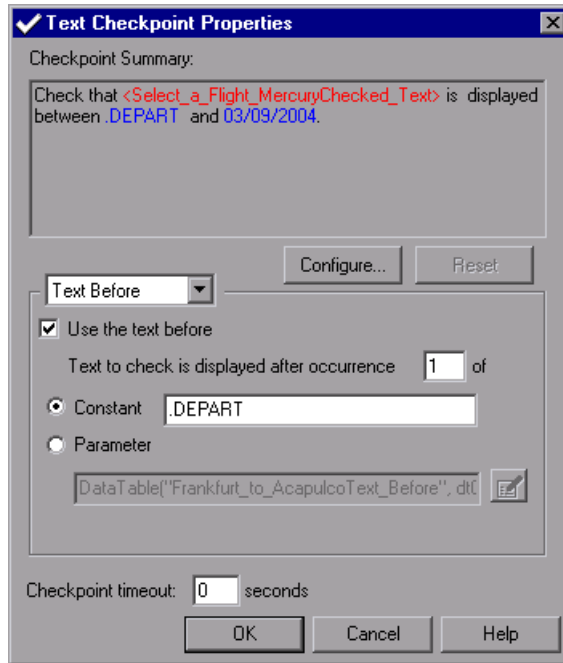 Text Checkpoint Properties
Checkpoint Summary:
Check that <Select_a_Flight_MercuryChecked_Text> is displayed
between .DEPART and 03/09/2004.
Configure... Reset
Text Before
Use the text before
Text to check is displayed after occurrence 1 of
Constant .DEPART
Parameter
DataTable("Frankfurt_to_AcapulcoText_Before", dtG
Checkpoint timeout: 0 seconds
OK Cancel Help